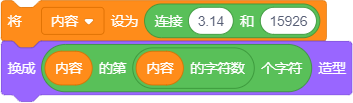 将 内容 设为 连接 3.14 和 15926
换成 内容 的第 内容 的字符数 个字符 造型